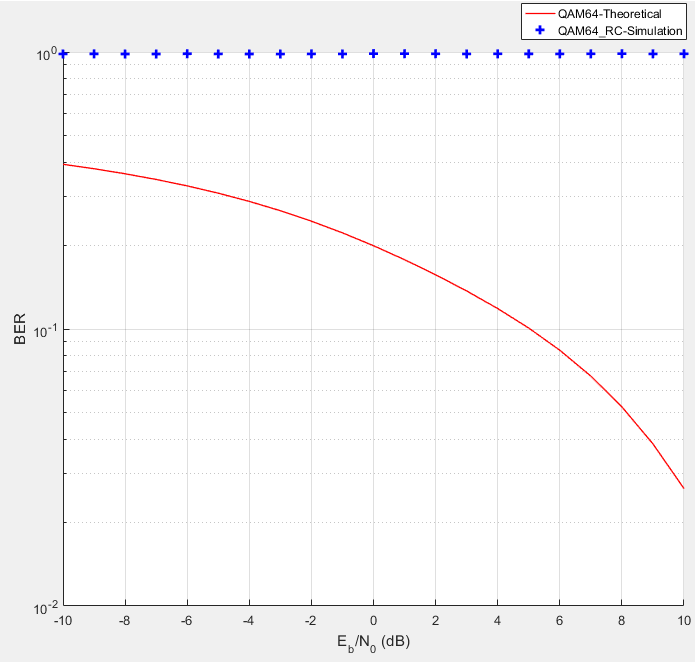 QAM64-Theoretical
QAM64_RC-Simulation
10^0
10^-1
10^-2
BER
-10 -8 -6 -4 -2 0 2 4 6 8 10
E_b/N_0 (dB)